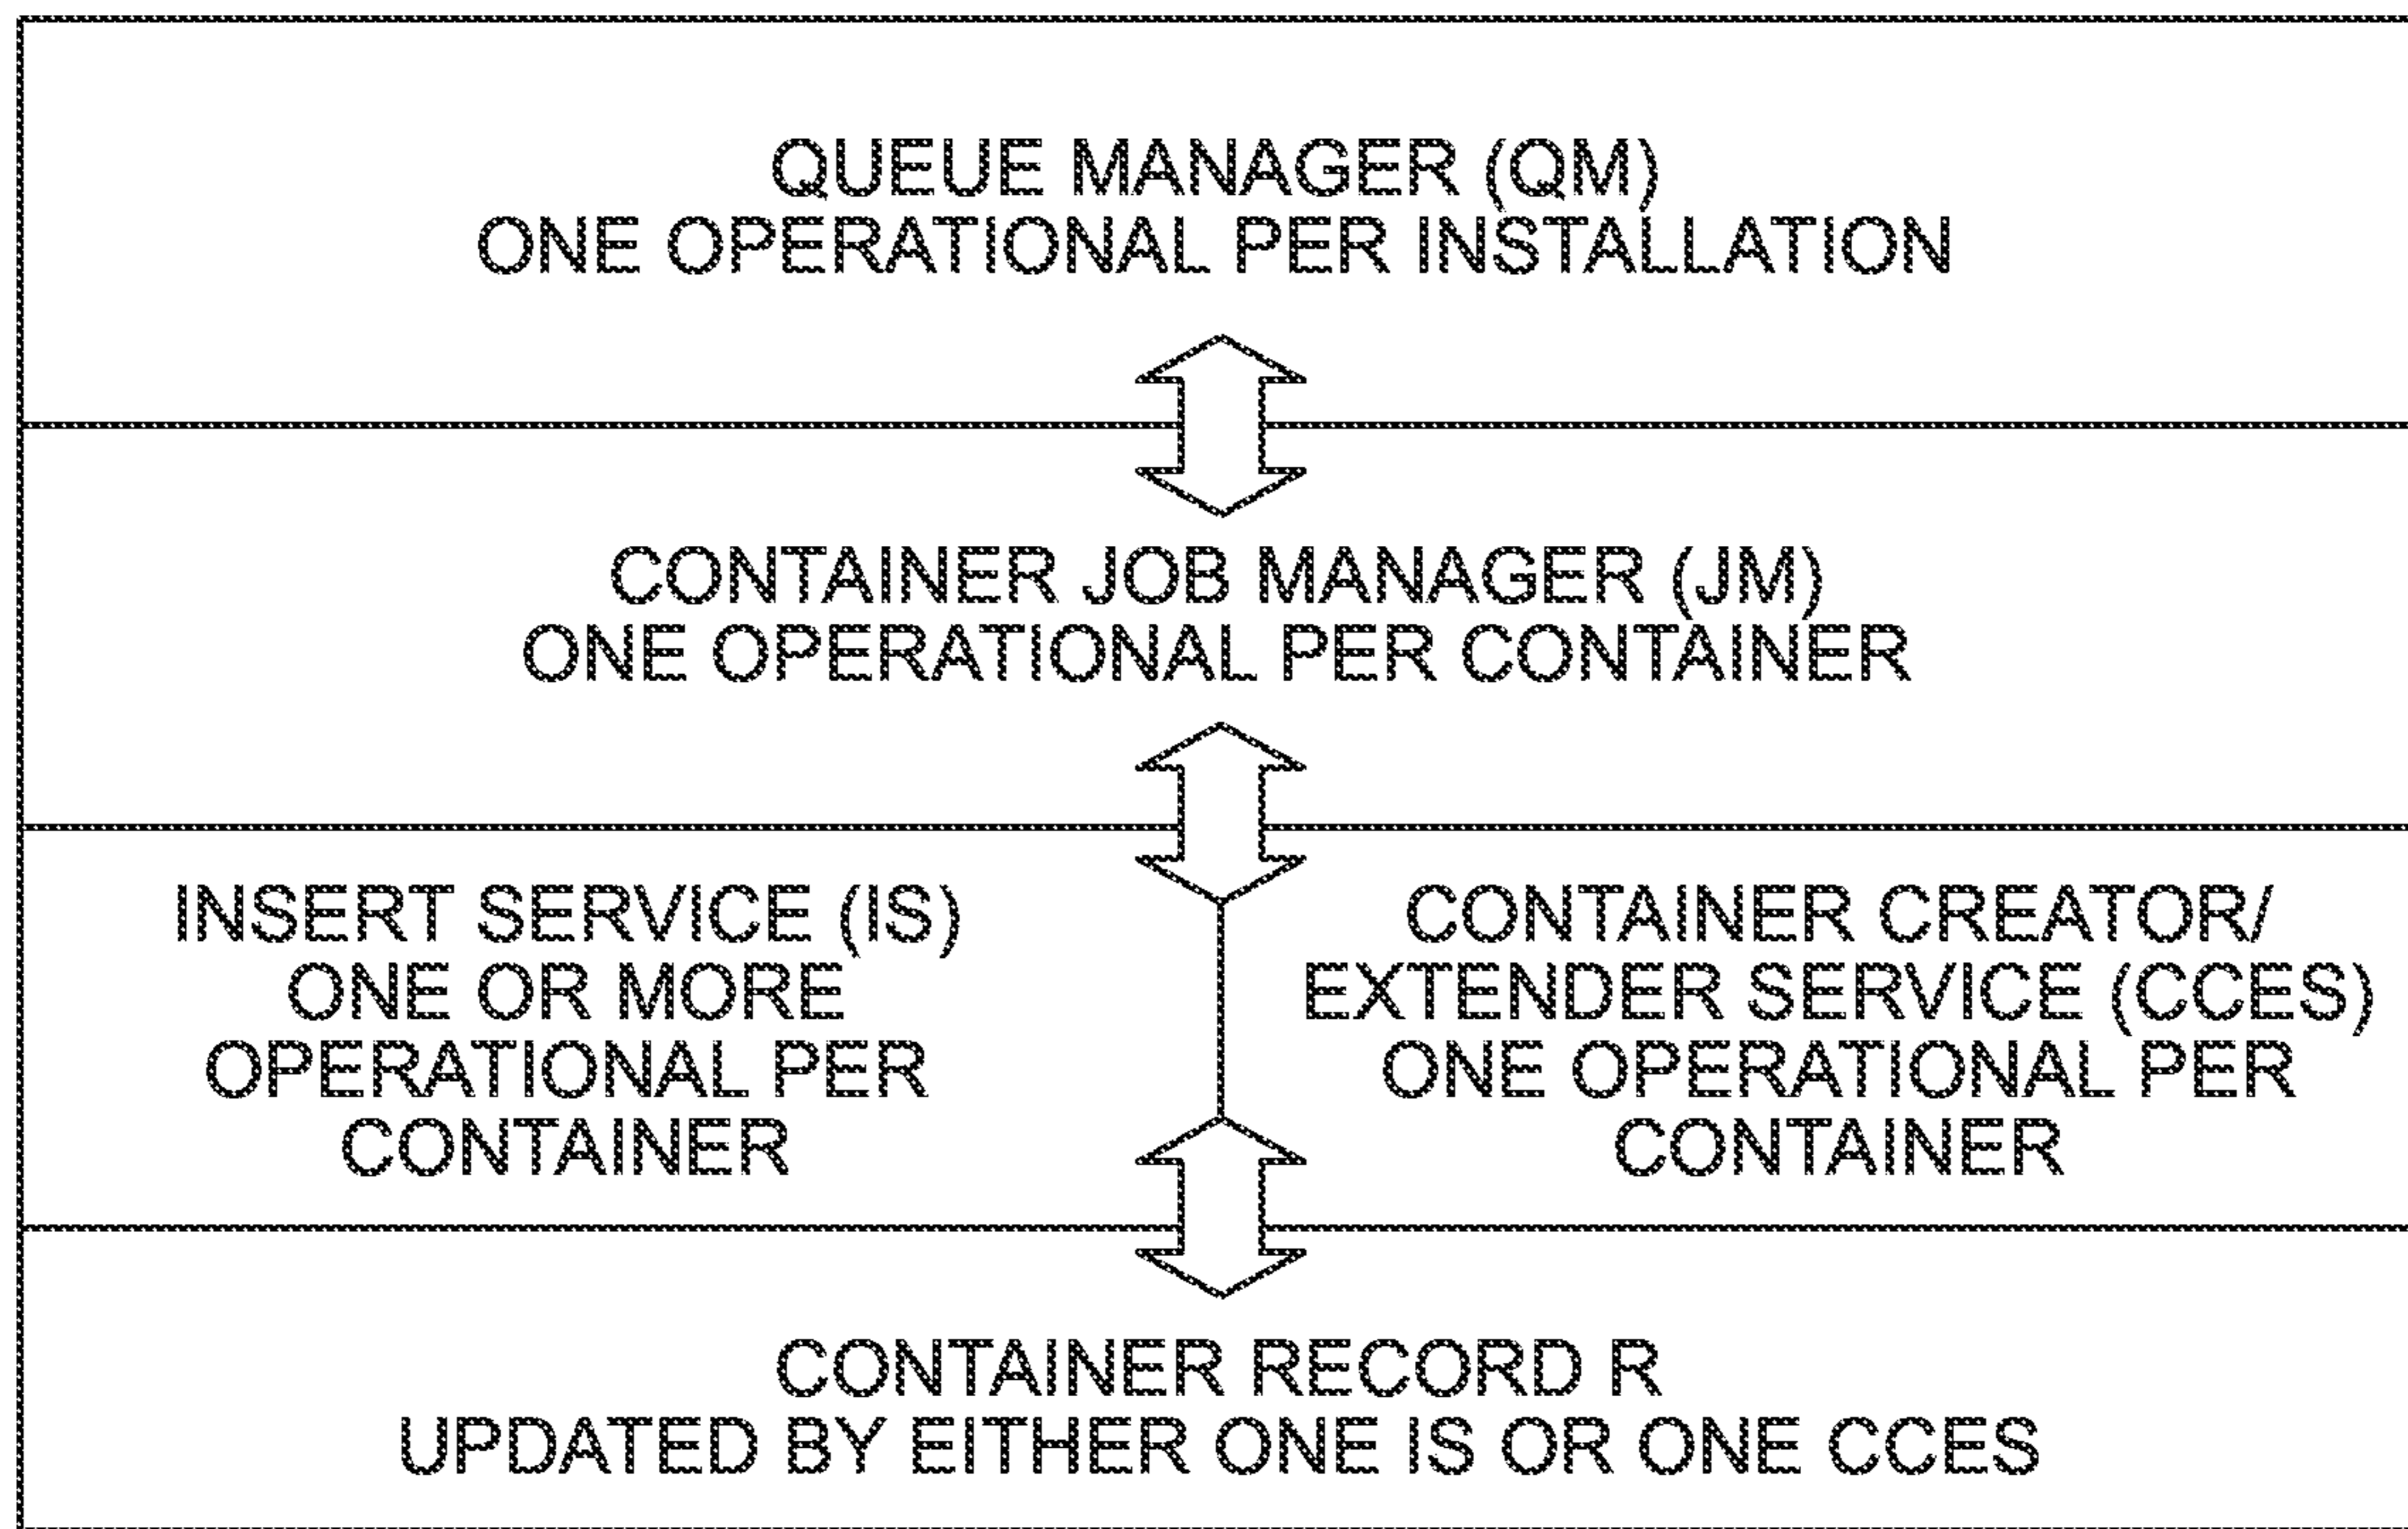 QUEUE MANAGER (QM)
ONE OPERATIONAL PER INSTALLATION
CONTAINER JOB MANAGER (JM)
ONE OPERATIONAL PER CONTAINER
INSERT SERVICE (IS)
ONE OR MORE
OPERATIONAL PER
CONTAINER
CONTAINER CREATOR/
EXTENDER SERVICE (CCES)
ONE OPERATIONAL PER
CONTAINER
CONTAINER RECORD R
UPDATED BY EITHER ONE IS OR ONE CCES